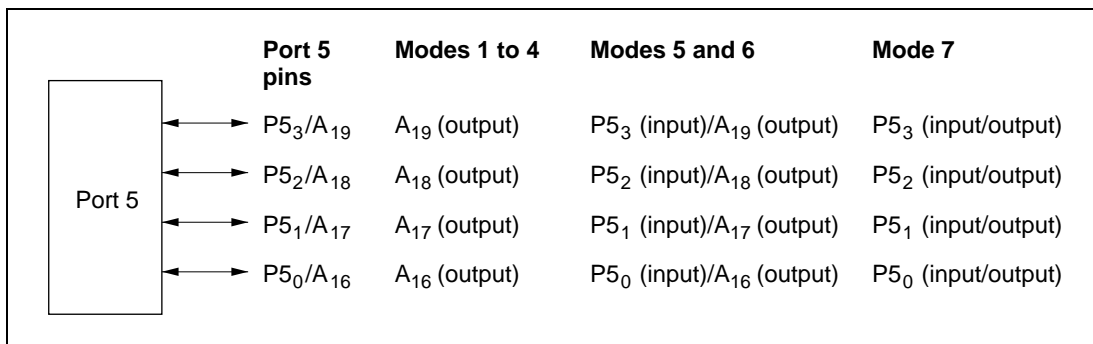 Port 5 pins Modes 1 to 4 Modes 5 and 6 Mode 7
P5₃/A₁₉ A₁₉ (output) P5₃ (input)/A₁₉ (output) P5₃ (input/output)
P5₂/A₁₈ A₁₈ (output) P5₂ (input)/A₁₈ (output) P5₂ (input/output)
Port 5
P5₁/A₁₇ A₁₇ (output) P5₁ (input)/A₁₇ (output) P5₁ (input/output)
P5₀/A₁₆ A₁₆ (output) P5₀ (input)/A₁₆ (output) P5₀ (input/output)